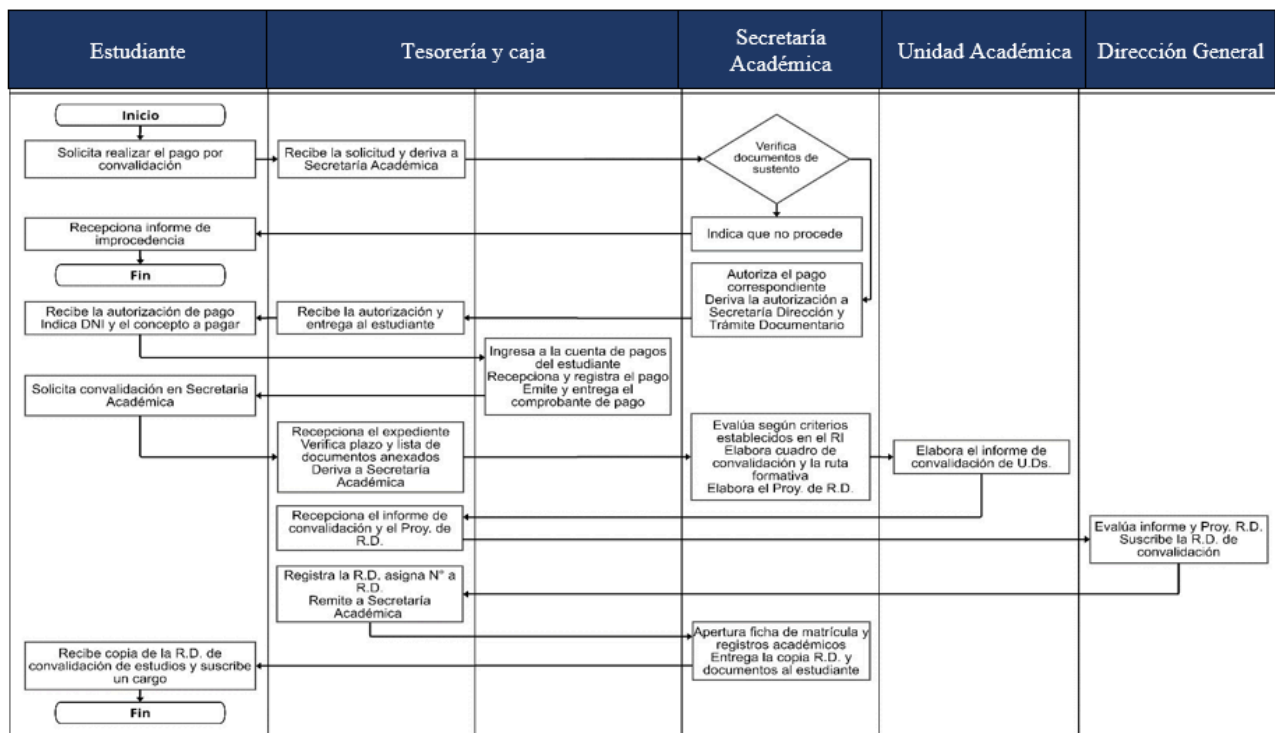 Estudiante
Tesorería y caja
Secretaría
Académica
Unidad Académica
Dirección General
Inicio
Solicita realizar el pago por
convalidación
Recibe la solicitud y deriva a
Secretaría Académica
Verifica
documentos de
sustento
Recepciona informe de
improcedencia
Indica que no procede
Fin
Autoriza el pago
correspondiente
Deriva la autorización a
Secretaría Dirección y
Trámite Documentario
Recibe la autorización de pago
Indica DNI y el concepto a pagar
Recibe la autorización y
entrega al estudiante
Ingresa a la cuenta de pagos
del estudiante
Recepciona y registra el pago
Emite y entrega el
comprobante de pago
Solicita convalidación en Secretaria
Académica
Recepciona el expediente
Verifica plazo y lista de
documentos anexados
Deriva a Secretaría
Académica
Evalúa según criterios
establecidos en el RI
Elabora cuadro de
convalidación y la ruta
formativa
Elabora el Proy. de R.D.
Elabora el informe de
convalidación de U.Ds.
Recepciona el informe de
convalidación y el Proy. de
R.D.
Evalúa informe y Proy. R.D.
Suscribe la R.D. de
convalidación
Registra la R.D. asigna N° a
R.D.
Remite a Secretaría
Académica
Apertura ficha de matrícula y
registros académicos
Entrega la copia R.D. y
documentos al estudiante
Recibe copia de la R.D. de
convalidación de estudios y suscribe
un cargo
Fin